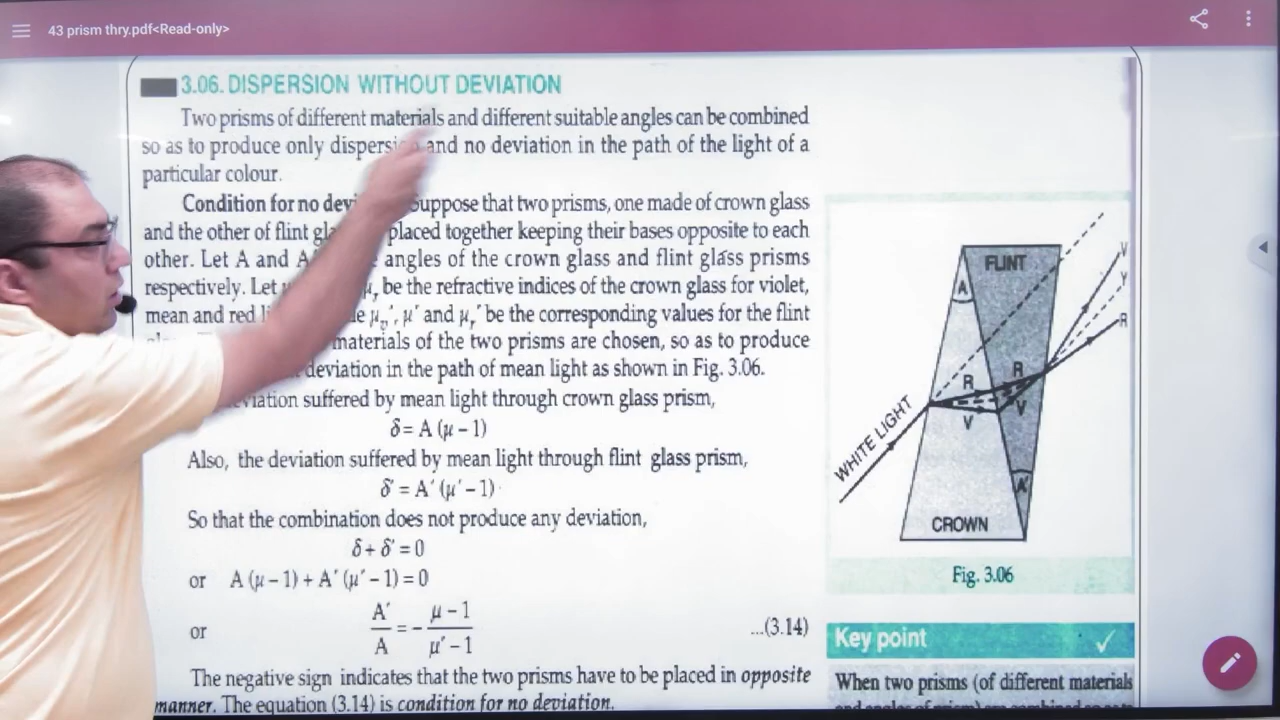 43 prism thry.pdf<Read-only>
3.06. DISPERSION WITHOUT DEVIATION
Two prisms of different materials and different suitable angles can be combined
so as to produce only and no deviation in the path of the light of a
particular colour.
Condition for no Suppose that two prisms, one made of crown glass
and the other of flint placed together keeping their bases opposite to each
other. Let A and angles of the crown glass and flint glass prisms
respectively. Let μr be the refractive indices of the crown glass for violet,
mean and red μv′, μ′ and μr′ be the corresponding values for the flint
materials of the two prisms are chosen, so as to produce
deviation in the path of mean light as shown in Fig. 3.06.
suffered by mean light through crown glass prism,
δ = A (μ – 1)
Also, the deviation suffered by mean light through flint glass prism,
δ′ = A′ (μ′ – 1)
So that the combination does not produce any deviation,
δ + δ′ = 0
or A (μ – 1) + A′ (μ′ – 1) = 0
or A′/A = – μ – 1/μ′ – 1 ...(3.14)
The negative sign indicates that the two prisms have to be placed in opposite
manner. The equation (3.14) is condition for no deviation.
FLINT
A
V
Y
R
R
R
V
V
WHITE LIGHT
A′
CROWN
Fig. 3.06
Key point
When two prisms (of different materials